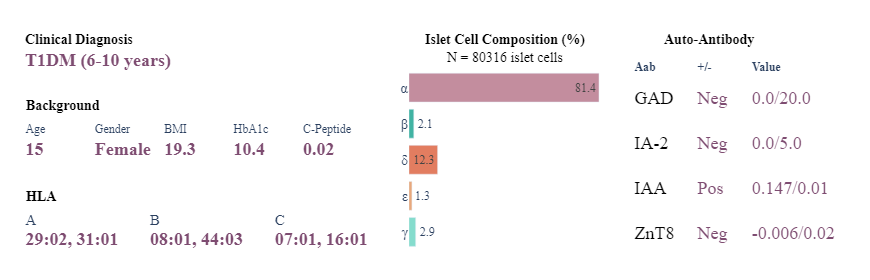 Clinical Diagnosis
T1DM (6-10 years)
Background
Age Gender BMI HbA1c C-Peptide
15 Female 19.3 10.4 0.02
HLA
A B C
29:02, 31:01 08:01, 44:03 07:01, 16:01
Islet Cell Composition (%)
N = 80316 islet cells
α 81.4
β 2.1
δ 12.3
ε 1.3
γ 2.9
Auto-Antibody
Aab +/- Value
GAD Neg 0.0/20.0
IA-2 Neg 0.0/5.0
IAA Pos 0.147/0.01
ZnT8 Neg -0.006/0.02